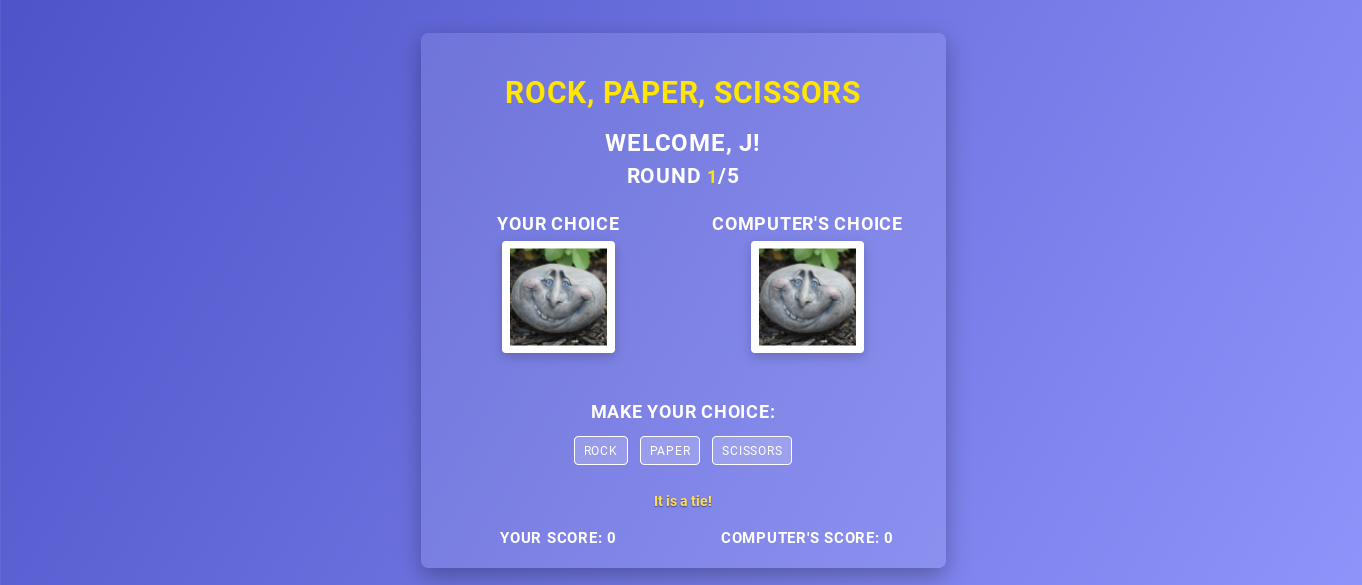 ROCK, PAPER, SCISSORS
WELCOME, J!
ROUND 1/5
YOUR CHOICE
COMPUTER'S CHOICE
MAKE YOUR CHOICE:
ROCK
PAPER
SCISSORS
It is a tie!
YOUR SCORE: 0
COMPUTER'S SCORE: 0